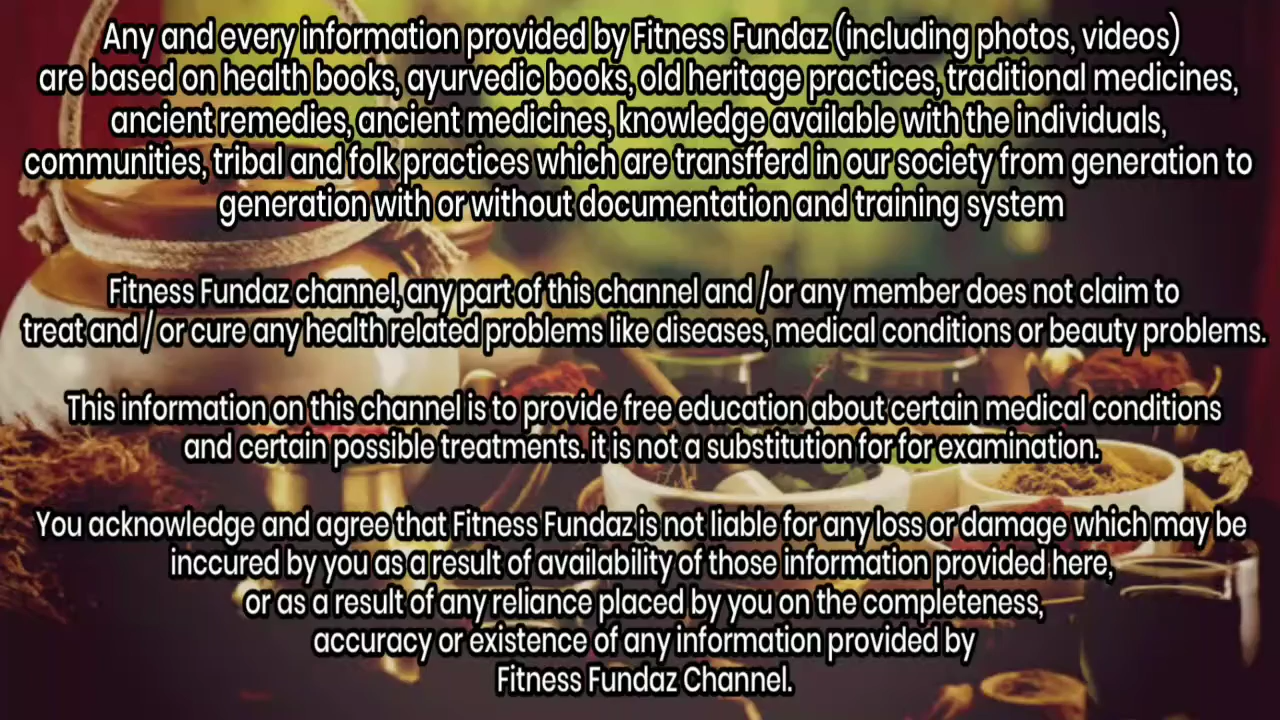 Any and every information provided by Fitness Fundaz (including photos, videos)
are based on health books, ayurvedic books, old heritage practices, traditional medicines,
ancient remedies, ancient medicines, knowledge available with the individuals,
communities, tribal and folk practices which are transfferd in our society from generation to
generation with or without documentation and training system
Fitness Fundaz channel, any part of this channel and /or any member does not claim to
treat and / or cure any health related problems like diseases, medical conditions or beauty problems.
This information on this channel is to provide free education about certain medical conditions
and certain possible treatments. it is not a substitution for for examination.
You acknowledge and agree that Fitness Fundaz is not liable for any loss or damage which may be
inccured by you as a result of availability of those information provided here,
or as a result of any reliance placed by you on the completeness,
accuracy or existence of any information provided by
Fitness Fundaz Channel.